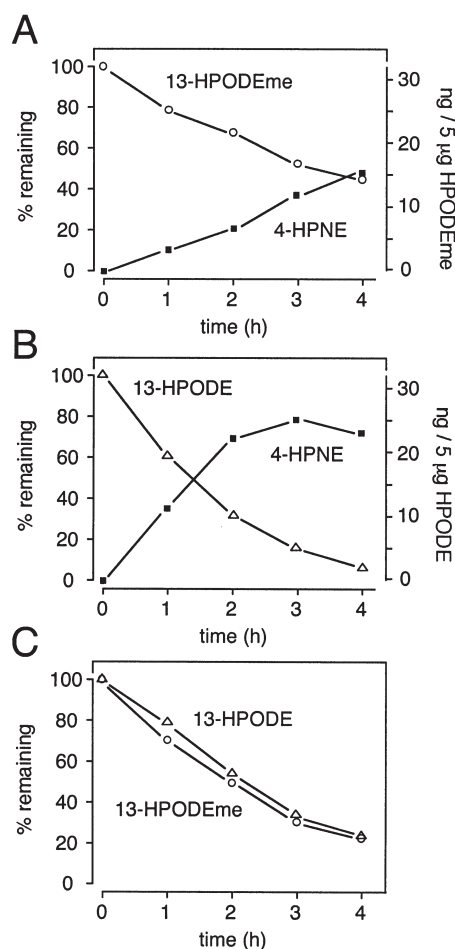 A
100
80
60
40
20
0
% remaining
13-HPODEme
4-HPNE
30
20
10
0
ng / 5 µg HPODEme
0 1 2 3 4
time (h)
B
100
80
60
40
20
0
% remaining
13-HPODE
4-HPNE
30
20
10
0
ng / 5 µg HPODE
0 1 2 3 4
time (h)
C
100
80
60
40
20
0
% remaining
13-HPODE
13-HPODEme
0 1 2 3 4
time (h)